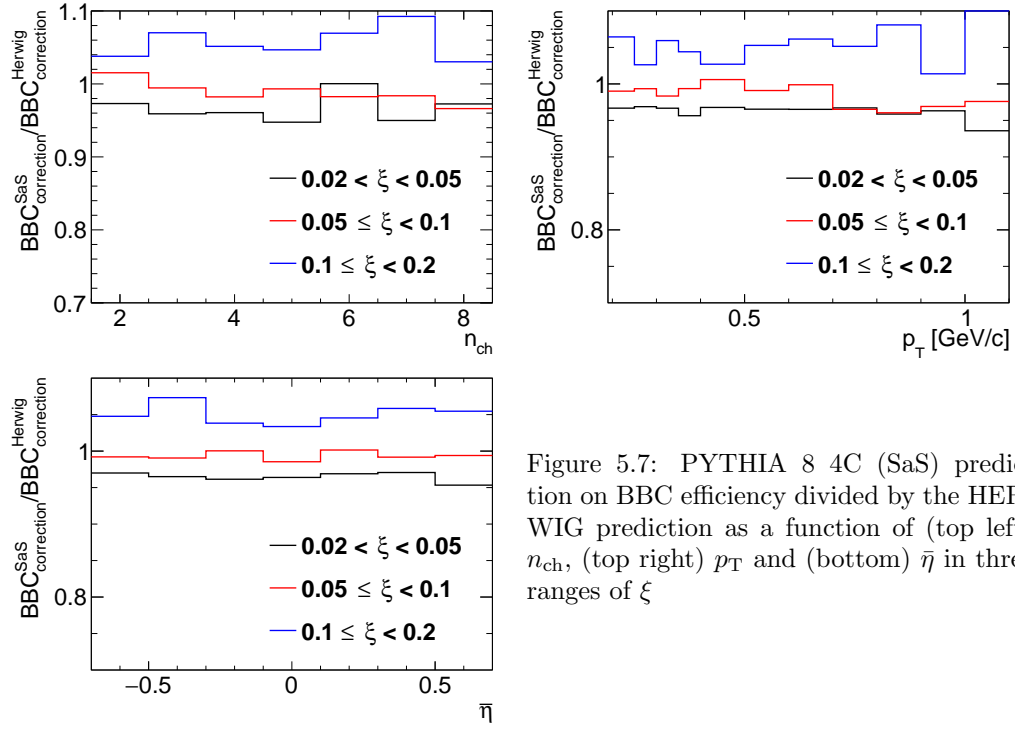 BBC^SaS_correction/BBC^Herwig_correction
1.1
1
0.9
0.8
0.7
0.02 < ξ < 0.05
0.05 ≤ ξ < 0.1
0.1 ≤ ξ < 0.2
2 4 6 8
n_ch
BBC^SaS_correction/BBC^Herwig_correction
1
0.8
0.02 < ξ < 0.05
0.05 ≤ ξ < 0.1
0.1 ≤ ξ < 0.2
0.5 1
p_T [GeV/c]
BBC^SaS_correction/BBC^Herwig_correction
1
0.8
0.02 < ξ < 0.05
0.05 ≤ ξ < 0.1
0.1 ≤ ξ < 0.2
−0.5 0 0.5
η̄
Figure 5.7: PYTHIA 8 4C (SaS) predic
tion on BBC efficiency divided by the HER
WIG prediction as a function of (top left
n_ch, (top right) p_T and (bottom) η̄ in thre
ranges of ξ